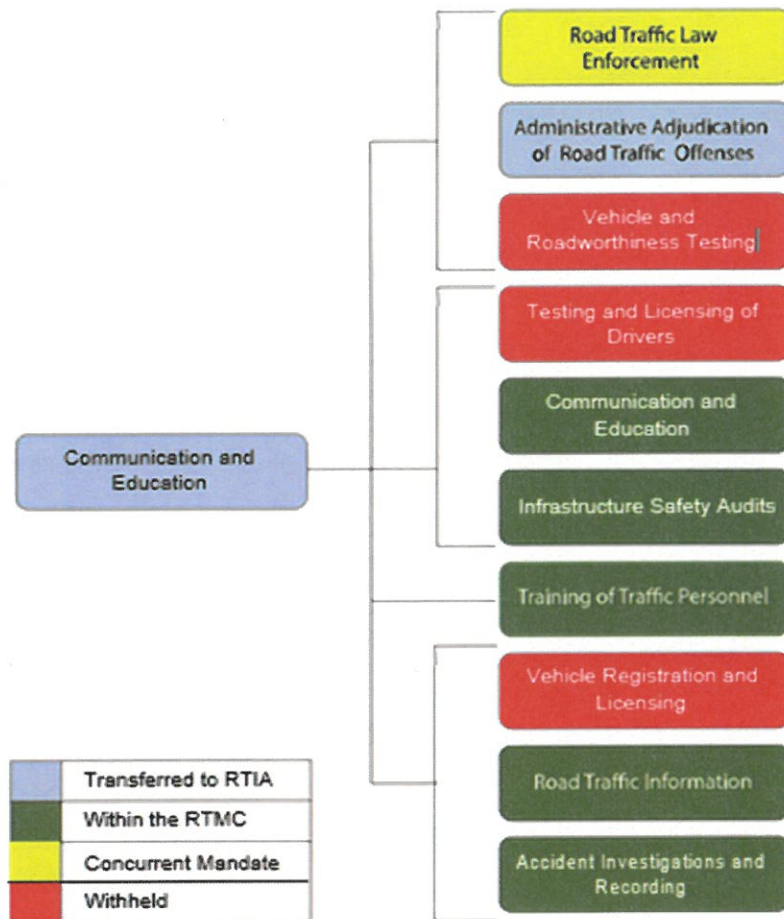 Road Traffic Law
Enforcement
Administrative Adjudication
of Road Traffic Offenses
Vehicle and
Roadworthiness Testing
Testing and Licensing of
Drivers
Communication and
Education
Communication and
Education
Infrastructure Safety Audits
Training of Traffic Personnel
Vehicle Registration and
Licensing
Road Traffic Information
Accident Investigations and
Recording
Transferred to RTIA
Within the RTMC
Concurrent Mandate
Withheld